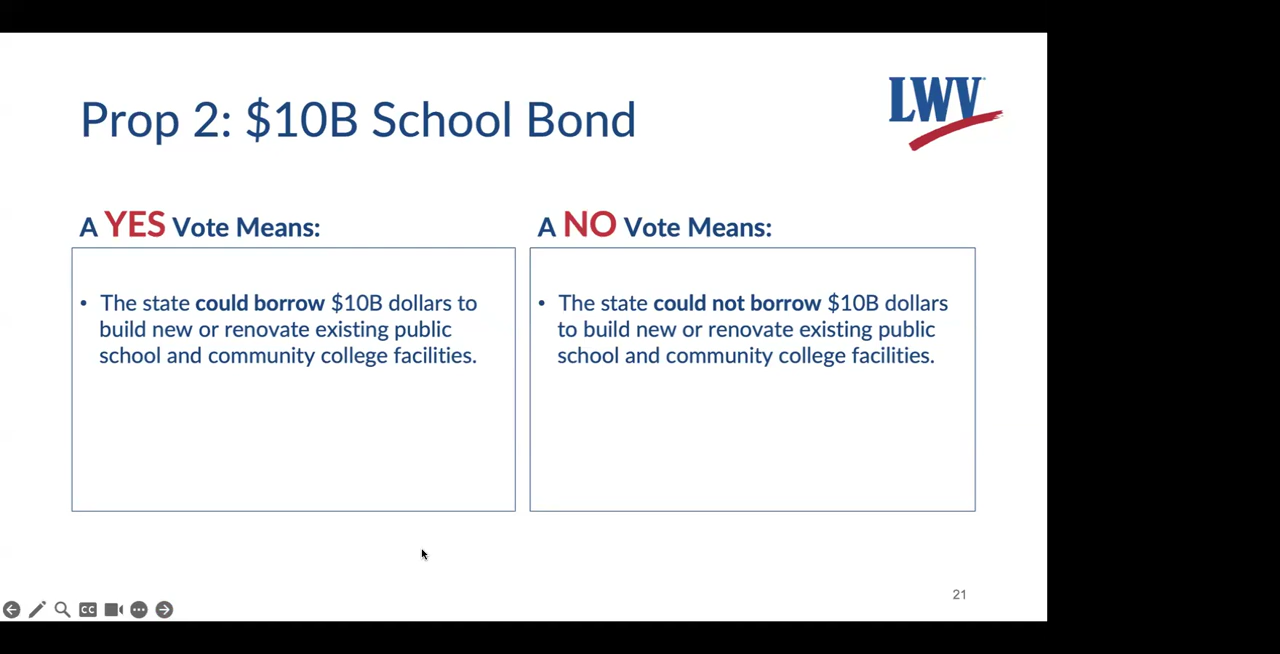 LWV
Prop 2: $10B School Bond
A YES Vote Means:
• The state could borrow $10B dollars to
build new or renovate existing public
school and community college facilities.
A NO Vote Means:
• The state could not borrow $10B dollars
to build new or renovate existing public
school and community college facilities.
CC
21